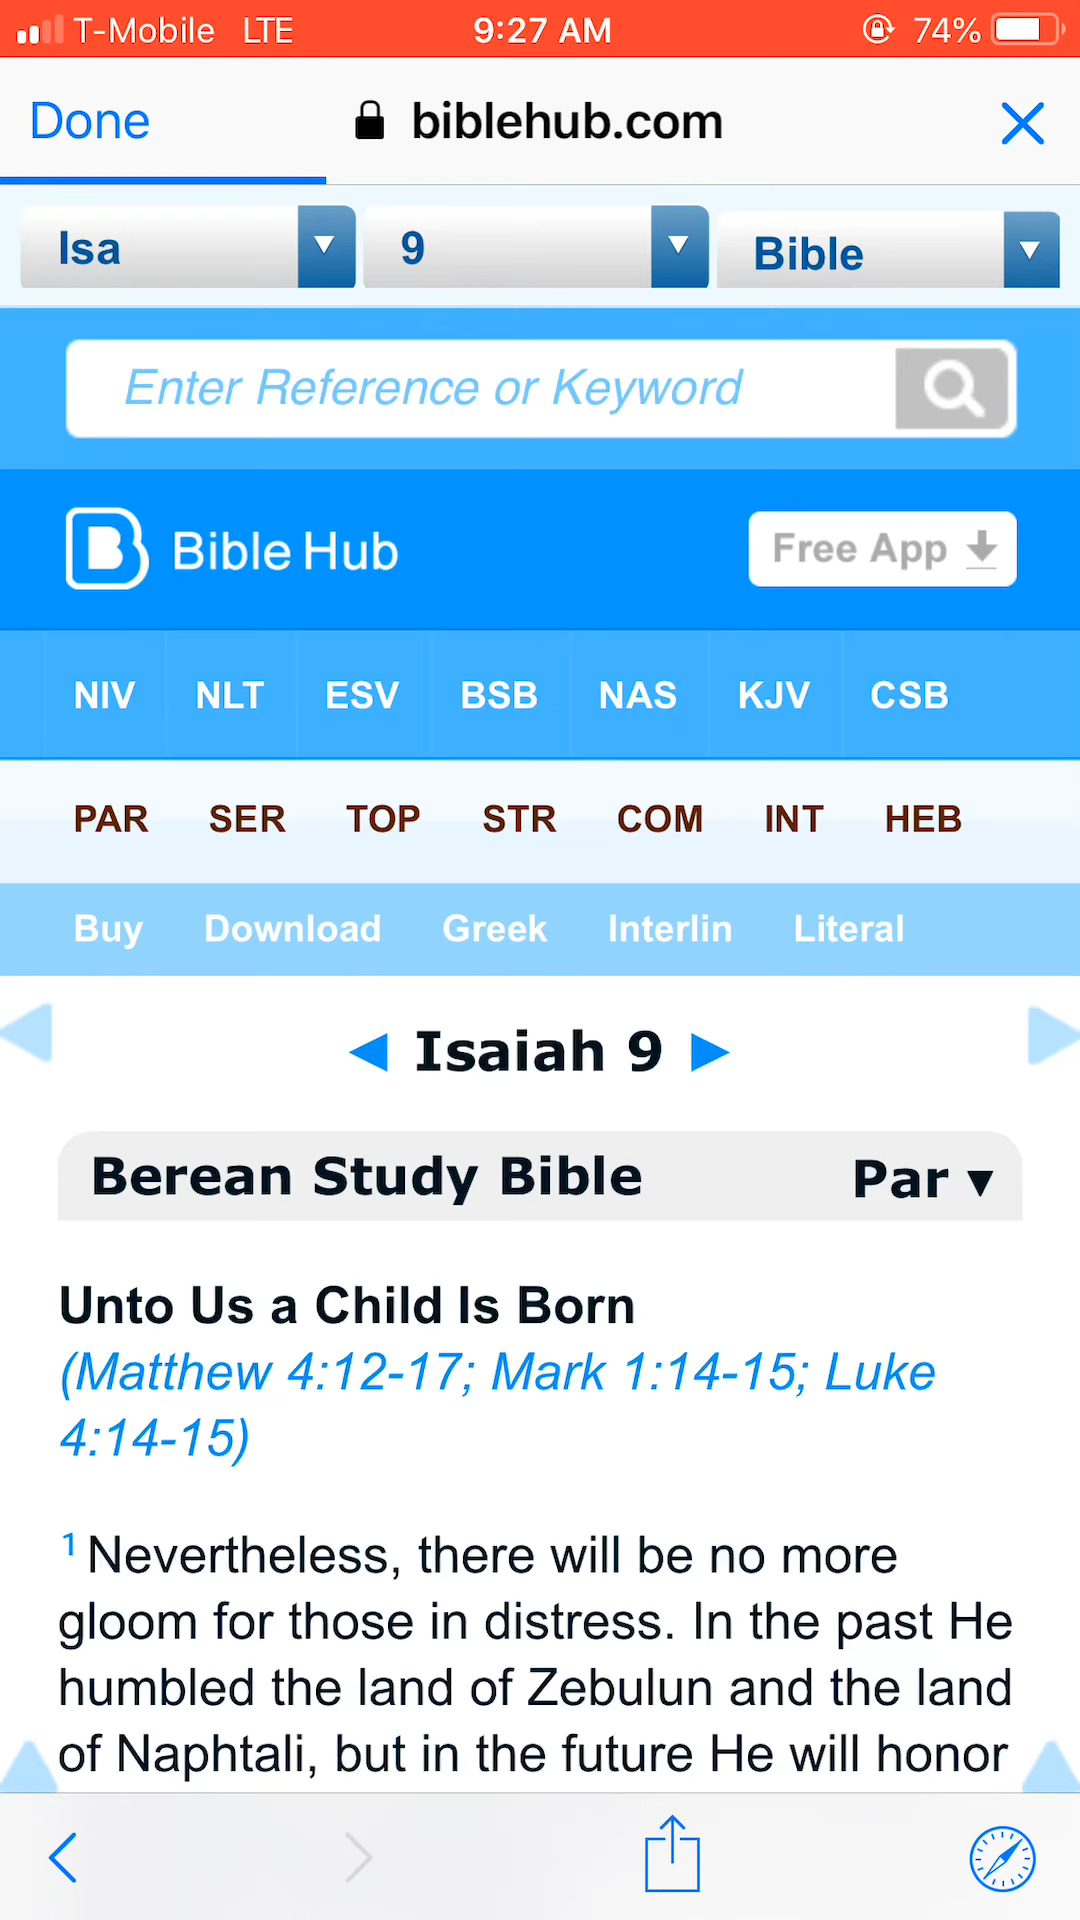 T-Mobile LTE 9:27 AM 74%
Done biblehub.com
Isa 9 Bible
Enter Reference or Keyword
Bible Hub Free App
NIV NLT ESV BSB NAS KJV CSB
PAR SER TOP STR COM INT HEB
Buy Download Greek Interlin Literal
◄ Isaiah 9 ►
Berean Study Bible Par ▾
Unto Us a Child Is Born
(Matthew 4:12-17; Mark 1:14-15; Luke
4:14-15)
1 Nevertheless, there will be no more
gloom for those in distress. In the past He
humbled the land of Zebulun and the land
of Naphtali, but in the future He will honor